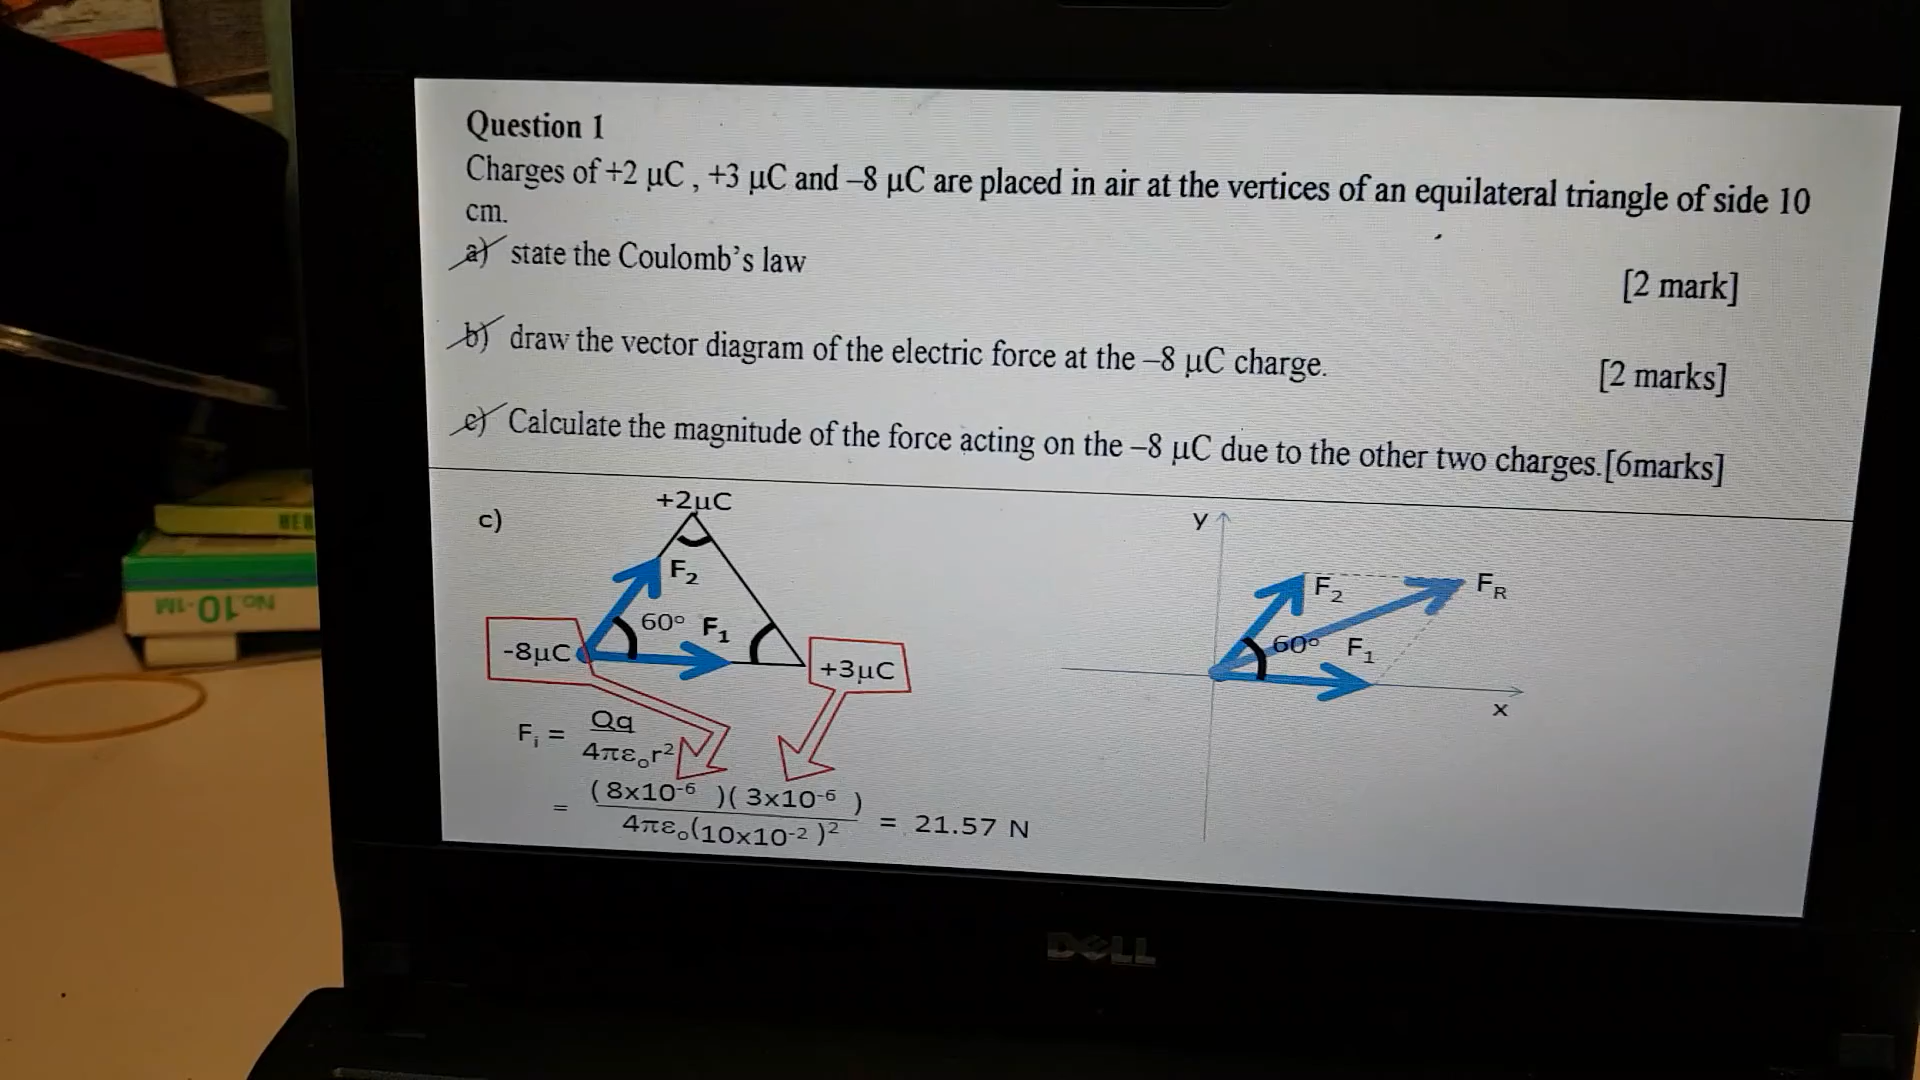 Question 1
Charges of +2 μC , +3 μC and –8 μC are placed in air at the vertices of an equilateral triangle of side 10
cm.
a) state the Coulomb's law
[2 mark]
b) draw the vector diagram of the electric force at the –8 μC charge.
[2 marks]
c) Calculate the magnitude of the force acting on the –8 μC due to the other two charges.[6marks]
c)
+2μC
F₂
60° F₁
-8μC
+3μC
y
F₂
F_R
60° F₁
x
Fᵢ = Qq / 4πε₀r²
= (8x10⁻⁶ )( 3x10⁻⁶ ) / 4πε₀(10x10⁻² )² = 21.57 N
No.10-1M
DELL